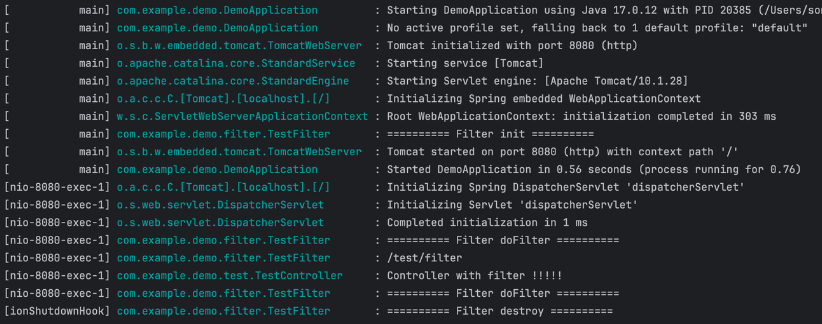 [           main] com.example.demo.DemoApplication         : Starting DemoApplication using Java 17.0.12 with PID 20385 (/Users/
[           main] com.example.demo.DemoApplication         : No active profile set, falling back to 1 default profile: "default"
[           main] o.s.b.w.embedded.tomcat.TomcatWebServer  : Tomcat initialized with port 8080 (http)
[           main] o.apache.catalina.core.StandardService   : Starting service [Tomcat]
[           main] o.apache.catalina.core.StandardEngine    : Starting Servlet engine: [Apache Tomcat/10.1.28]
[           main] o.a.c.c.C.[Tomcat].[localhost].[/]       : Initializing Spring embedded WebApplicationContext
[           main] w.s.c.ServletWebServerApplicationContext : Root WebApplicationContext: initialization completed in 303 ms
[           main] com.example.demo.filter.TestFilter       : ========== Filter init ==========
[           main] o.s.b.w.embedded.tomcat.TomcatWebServer  : Tomcat started on port 8080 (http) with context path '/'
[           main] com.example.demo.DemoApplication         : Started DemoApplication in 0.56 seconds (process running for 0.76)
[nio-8080-exec-1] o.a.c.c.C.[Tomcat].[localhost].[/]       : Initializing Spring DispatcherServlet 'dispatcherServlet'
[nio-8080-exec-1] o.s.web.servlet.DispatcherServlet        : Initializing Servlet 'dispatcherServlet'
[nio-8080-exec-1] o.s.web.servlet.DispatcherServlet        : Completed initialization in 1 ms
[nio-8080-exec-1] com.example.demo.filter.TestFilter       : ========== Filter doFilter ==========
[nio-8080-exec-1] com.example.demo.filter.TestFilter       : /test/filter
[nio-8080-exec-1] com.example.demo.test.TestController     : Controller with filter !!!!!
[nio-8080-exec-1] com.example.demo.filter.TestFilter       : ========== Filter doFilter ==========
[ionShutdownHook] com.example.demo.filter.TestFilter       : ========== Filter destroy ==========